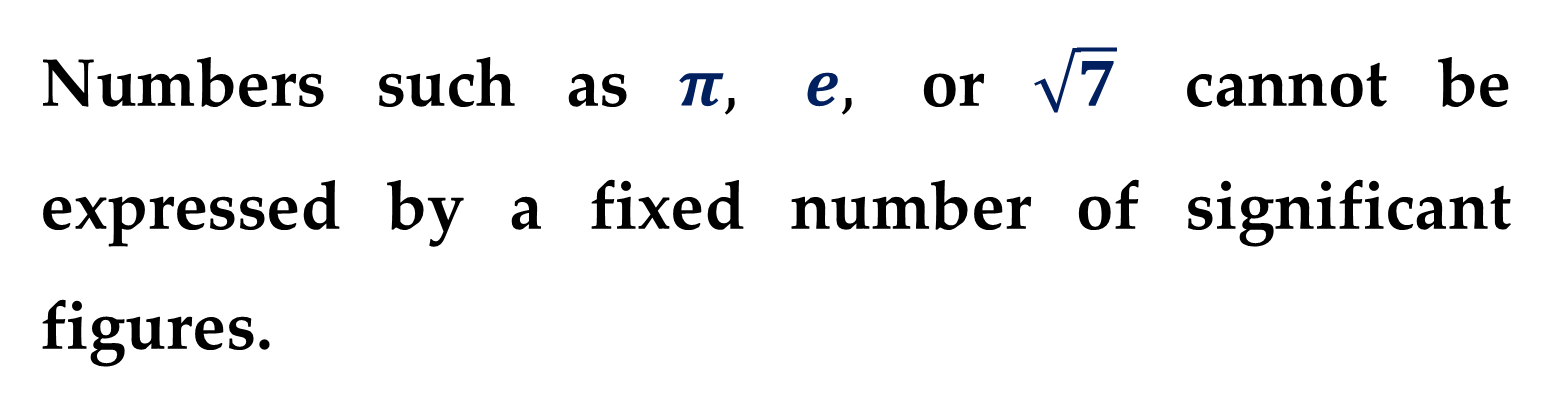 Numbers such as π, e, or √7 cannot be
expressed by a fixed number of significant
figures.